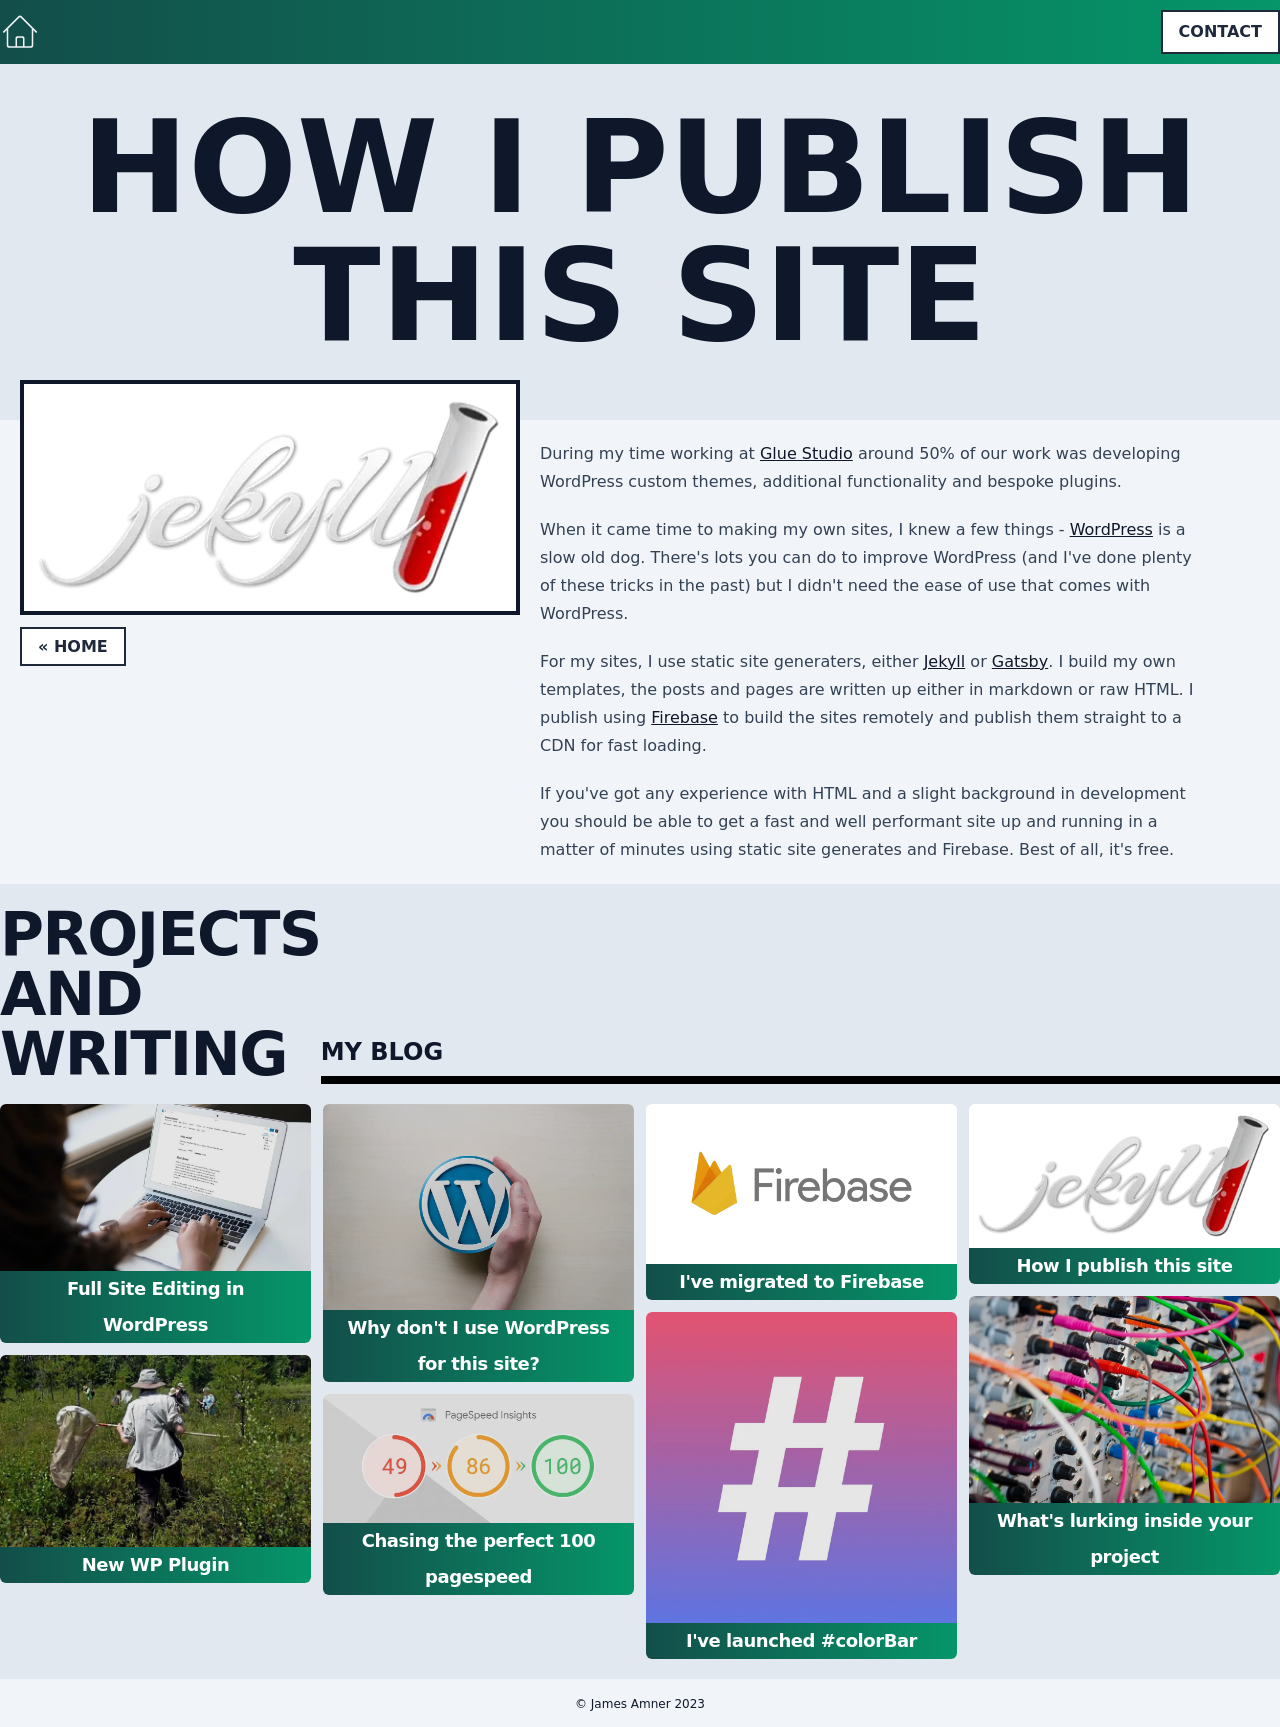 CONTACT
HOW I PUBLISH
THIS SITE
jekyll
« HOME
During my time working at Glue Studio around 50% of our work was developing
WordPress custom themes, additional functionality and bespoke plugins.
When it came time to making my own sites, I knew a few things - WordPress is a
slow old dog. There's lots you can do to improve WordPress (and I've done plenty
of these tricks in the past) but I didn't need the ease of use that comes with
WordPress.
For my sites, I use static site generaters, either Jekyll or Gatsby. I build my own
templates, the posts and pages are written up either in markdown or raw HTML. I
publish using Firebase to build the sites remotely and publish them straight to a
CDN for fast loading.
If you've got any experience with HTML and a slight background in development
you should be able to get a fast and well performant site up and running in a
matter of minutes using static site generates and Firebase. Best of all, it's free.
PROJECTS
AND
WRITING
MY BLOG
Full Site Editing in
WordPress
New WP Plugin
W
Why don't I use WordPress
for this site?
PageSpeed Insights
49 » 86 » 100
Chasing the perfect 100
pagespeed
Firebase
I've migrated to Firebase
#
I've launched #colorBar
jekyll
How I publish this site
What's lurking inside your
project
© James Amner 2023